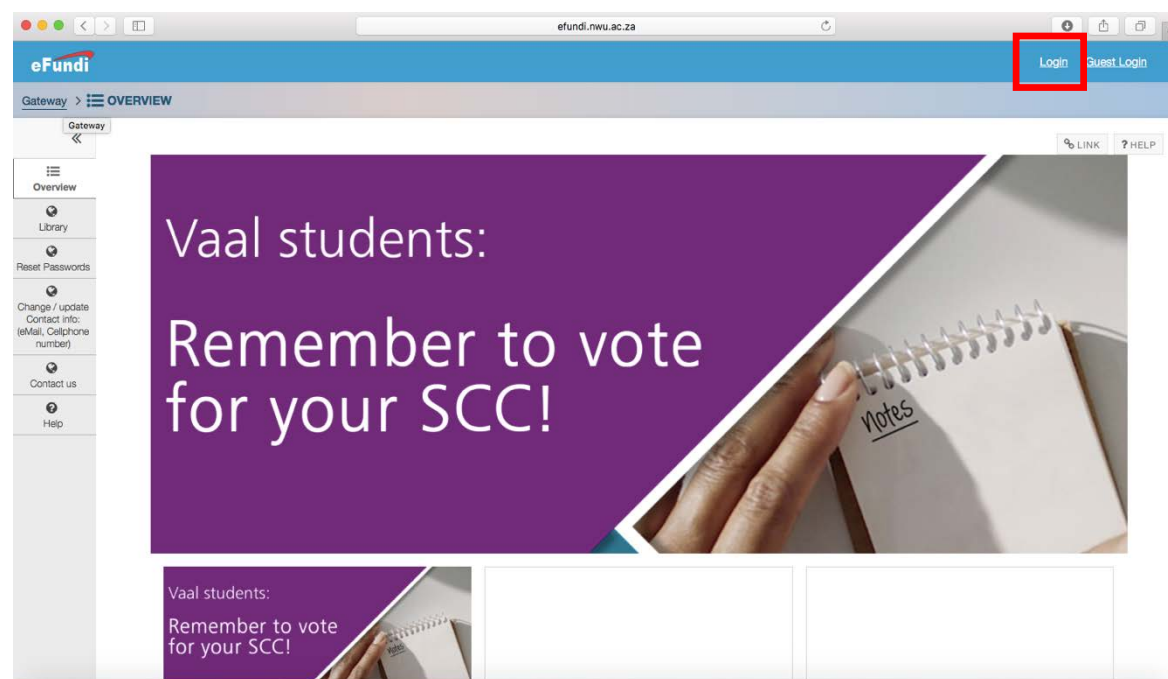 efundi.nwu.ac.za
eFundi
Login
Guest Login
Gateway > OVERVIEW
Gateway
LINK
? HELP
Overview
Library
Reset Passwords
Change / update
Contact info:
(eMail, Cellphone
number)
Contact us
Help
Vaal students:
Remember to vote
for your SCC!
notes
Vaal students:
Remember to vote
for your SCC!
notes